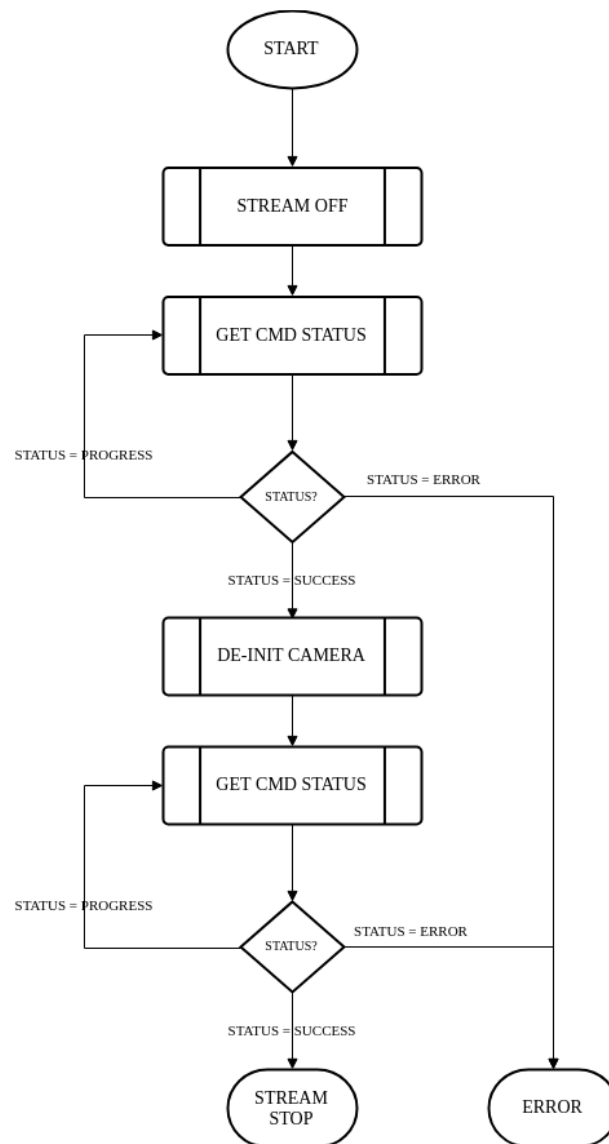 START
STREAM OFF
GET CMD STATUS
STATUS = PROGRESS
STATUS = ERROR
STATUS?
STATUS = SUCCESS
DE-INIT CAMERA
GET CMD STATUS
STATUS = PROGRESS
STATUS = ERROR
STATUS?
STATUS = SUCCESS
STREAM
STOP
ERROR